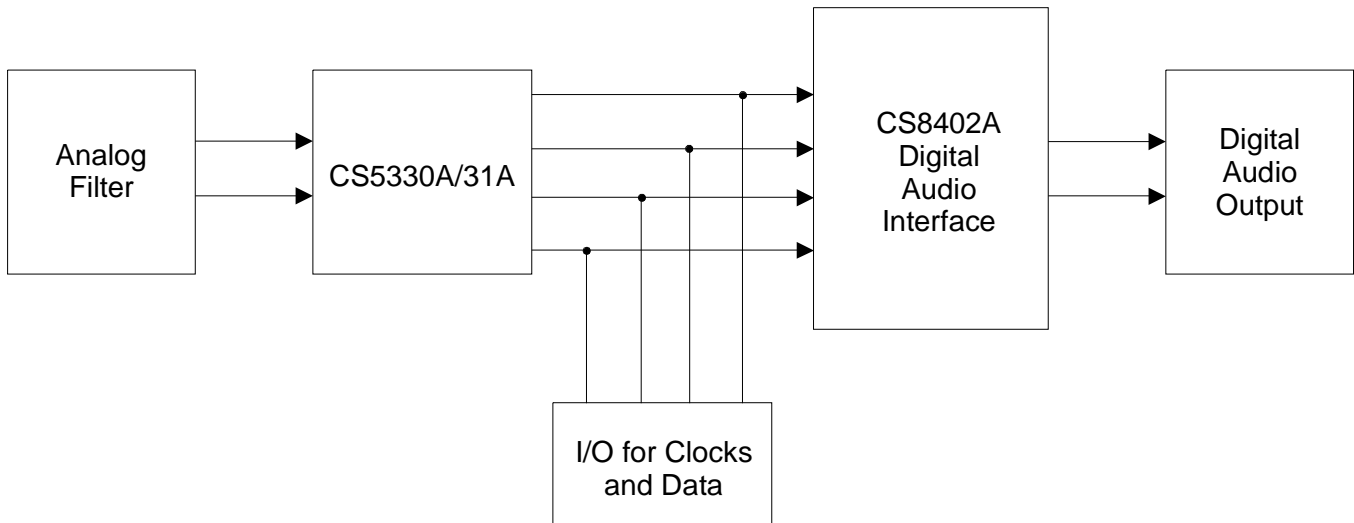 Analog
Filter
CS5330A/31A
CS8402A
Digital
Audio
Interface
Digital
Audio
Output
I/O for Clocks
and Data